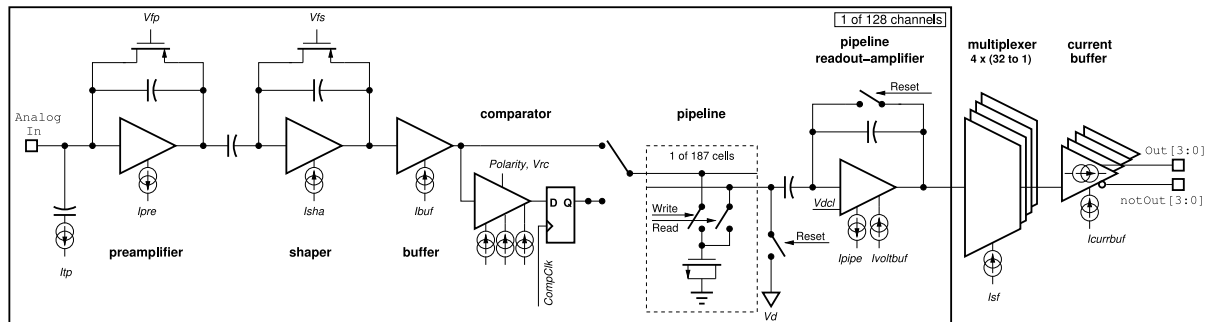 Vfp
Vfs
1 of 128 channels
pipeline
readout−amplifier
multiplexer
4 x (32 to 1)
current
buffer
Reset
Analog
In
comparator
pipeline
1 of 187 cells
Polarity, Vrc
Out[3:0]
notOut[3:0]
Ipre
Isha
Ibuf
D Q
Write
Read
Vdcl
Reset
preamplifier
shaper
buffer
Ipipe
Ivoltbuf
Icurrbuf
Itp
CompClk
Vd
Isf